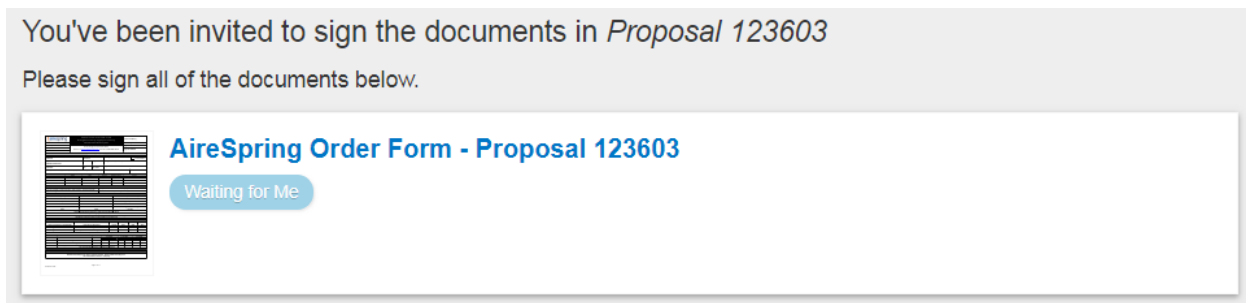 You've been invited to sign the documents in Proposal 123603
Please sign all of the documents below.
AireSpring Order Form - Proposal 123603
Waiting for Me